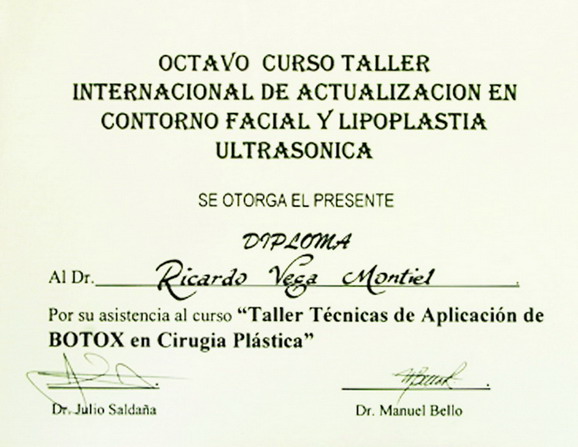 OCTAVO CURSO TALLER
INTERNACIONAL DE ACTUALIZACION EN
CONTORNO FACIAL Y LIPOPLASTIA
ULTRASONICA
SE OTORGA EL PRESENTE
DIPLOMA
Al Dr. Ricardo Vega Montiel.
Por su asistencia al curso “Taller Técnicas de Aplicación de
BOTOX en Cirugia Plástica”
Dr. Julio Saldaña Dr. Manuel Bello